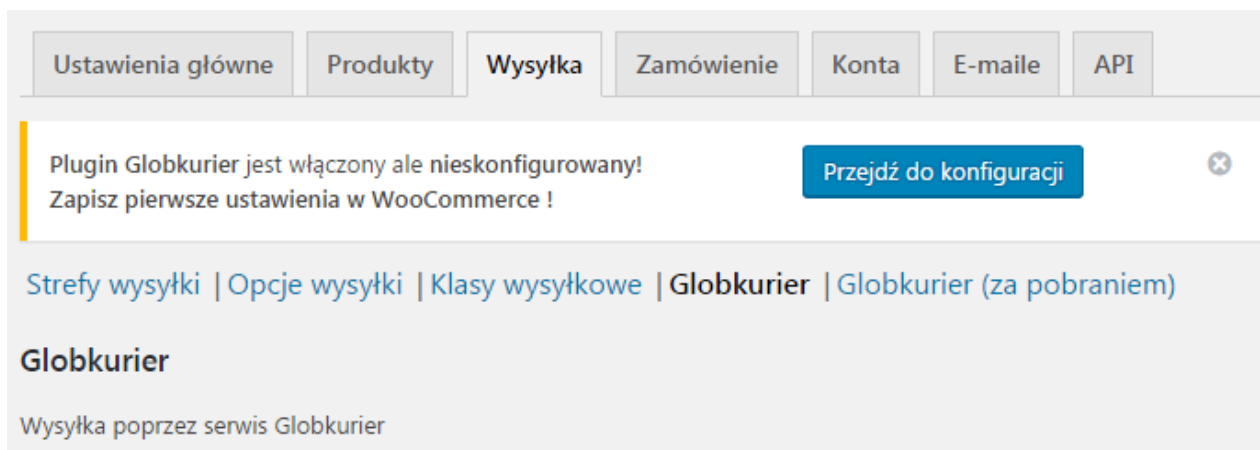 Ustawienia główne Produkty Wysyłka Zamówienie Konta E-maile API
Plugin Globkurier jest włączony ale nieskonfigurowany!
Zapisz pierwsze ustawienia w WooCommerce !
Przejdź do konfiguracji
Strefy wysyłki | Opcje wysyłki | Klasy wysyłkowe | Globkurier | Globkurier (za pobraniem)
Globkurier
Wysyłka poprzez serwis Globkurier